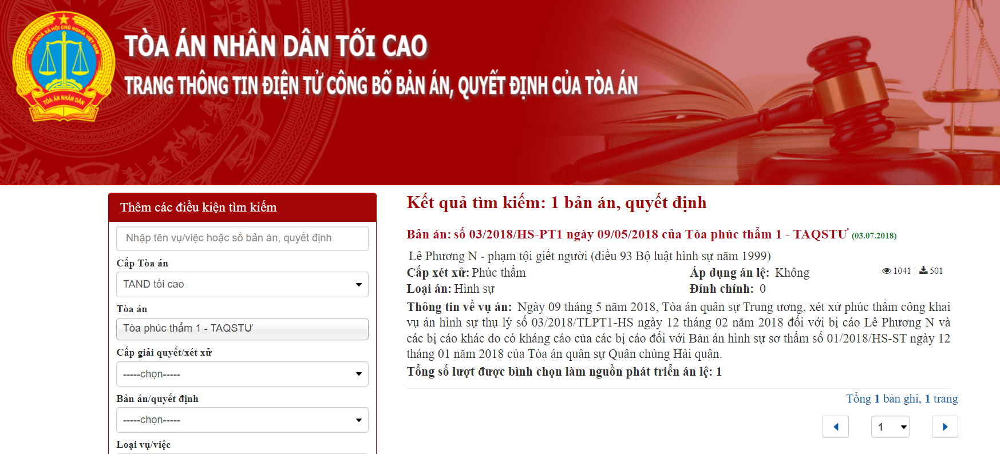 CỘNG HOÀ XÃ HỘI CHỦ NGHĨA VIỆT NAM
TÒA ÁN NHÂN DÂN
TÒA ÁN NHÂN DÂN TỐI CAO
TRANG THÔNG TIN ĐIỆN TỬ CÔNG BỐ BẢN ÁN, QUYẾT ĐỊNH CỦA TÒA ÁN
Thêm các điều kiện tìm kiếm
Nhập tên vụ/việc hoặc số bản án, quyết định
Cấp Tòa án
TAND tối cao
Tòa án
Tòa phúc thẩm 1 - TAQSTƯ
Cấp giải quyết/xét xử
-----chọn-----
Bản án/quyết định
-----chọn-----
Loại vụ/việc
Kết quả tìm kiếm: 1 bản án, quyết định
Bản án: số 03/2018/HS-PT1 ngày 09/05/2018 của Tòa phúc thẩm 1 - TAQSTƯ (03.07.2018)
Lê Phương N - phạm tội giết người (điều 93 Bộ luật hình sự năm 1999)
Cấp xét xử: Phúc thẩm Áp dụng án lệ: Không 1041 | 501
Loại án: Hình sự Đính chính: 0
Thông tin về vụ án: Ngày 09 tháng 5 năm 2018, Tòa án quân sự Trung ương, xét xử phúc thẩm công khai
vụ án hình sự thụ lý số 03/2018/TLPT1-HS ngày 12 tháng 02 năm 2018 đối với bị cáo Lê Phương N và
các bị cáo khác do có kháng cáo của các bị cáo đối với Bản án hình sự sơ thẩm số 01/2018/HS-ST ngày 12
tháng 01 năm 2018 của Tòa án quân sự Quân chủng Hải quân.
Tổng số lượt được bình chọn làm nguồn phát triển án lệ: 1
Tổng 1 bản ghi, 1 trang
1